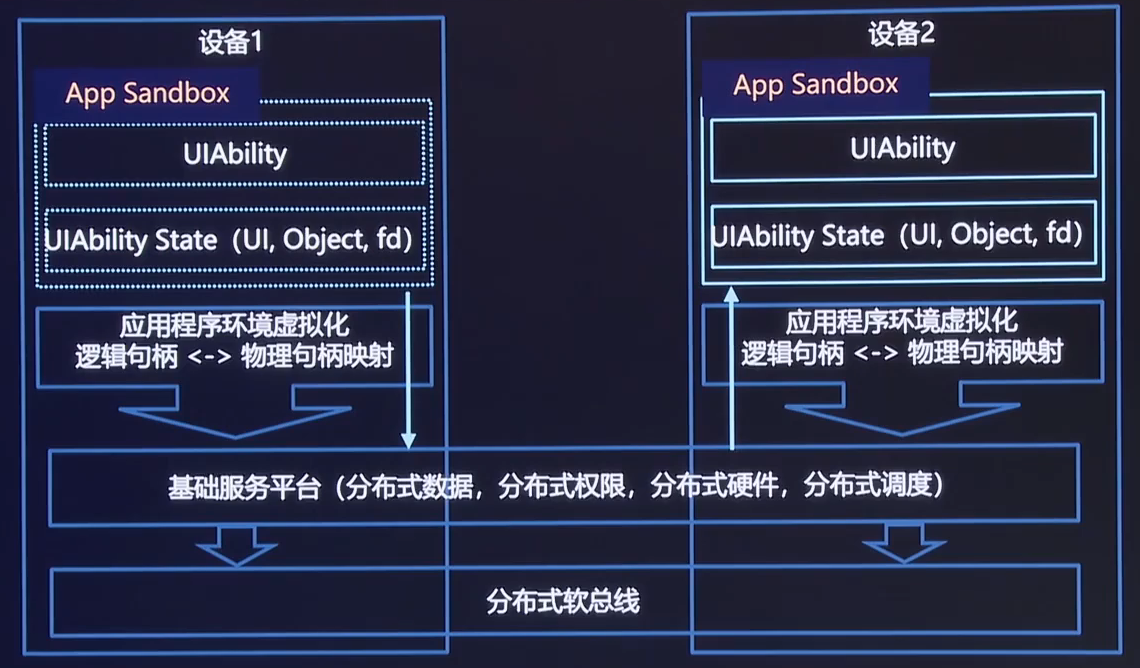 设备1
App Sandbox
UIAbility
UIAbility State（UI, Object, fd）
应用程序环境虚拟化
逻辑句柄 <-> 物理句柄映射
设备2
App Sandbox
UIAbility
UIAbility State（UI, Object, fd）
应用程序环境虚拟化
逻辑句柄 <-> 物理句柄映射
基础服务平台（分布式数据，分布式权限，分布式硬件，分布式调度）
分布式软总线